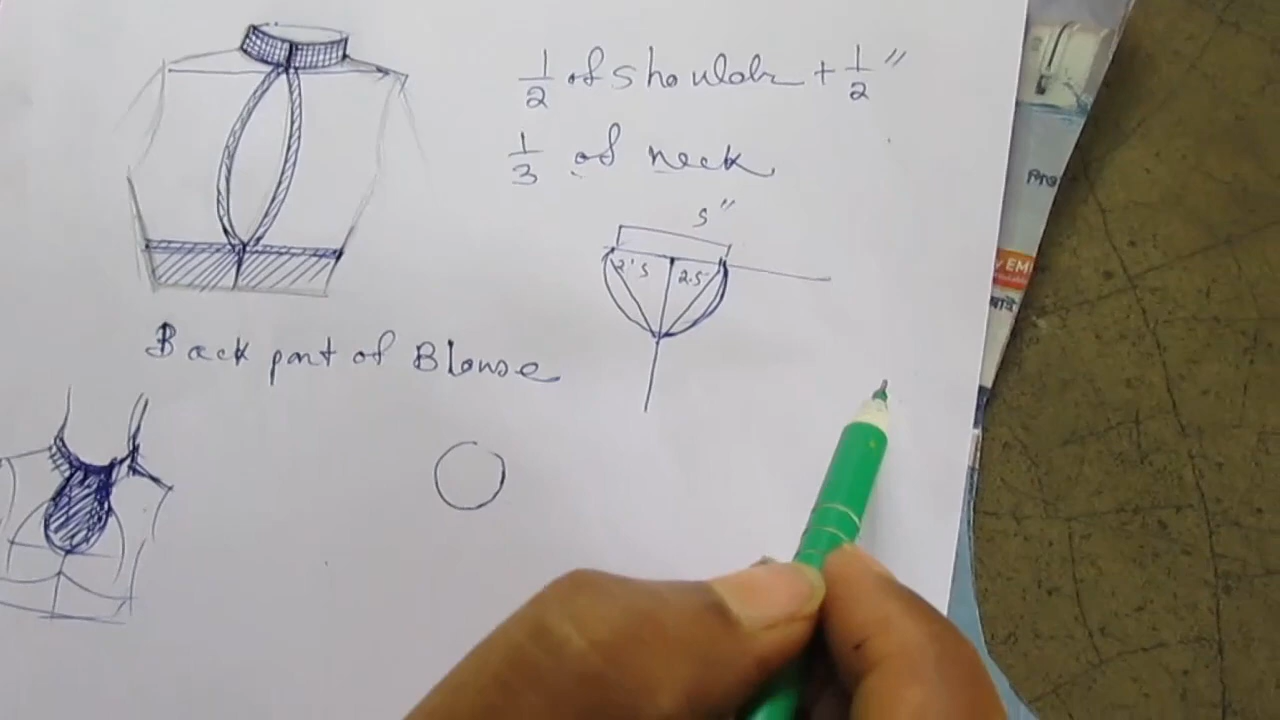 1/2 of shoulder + 1/2"
1/3 of neck
5"
2.5 2.5
Back part of Blouse
EM